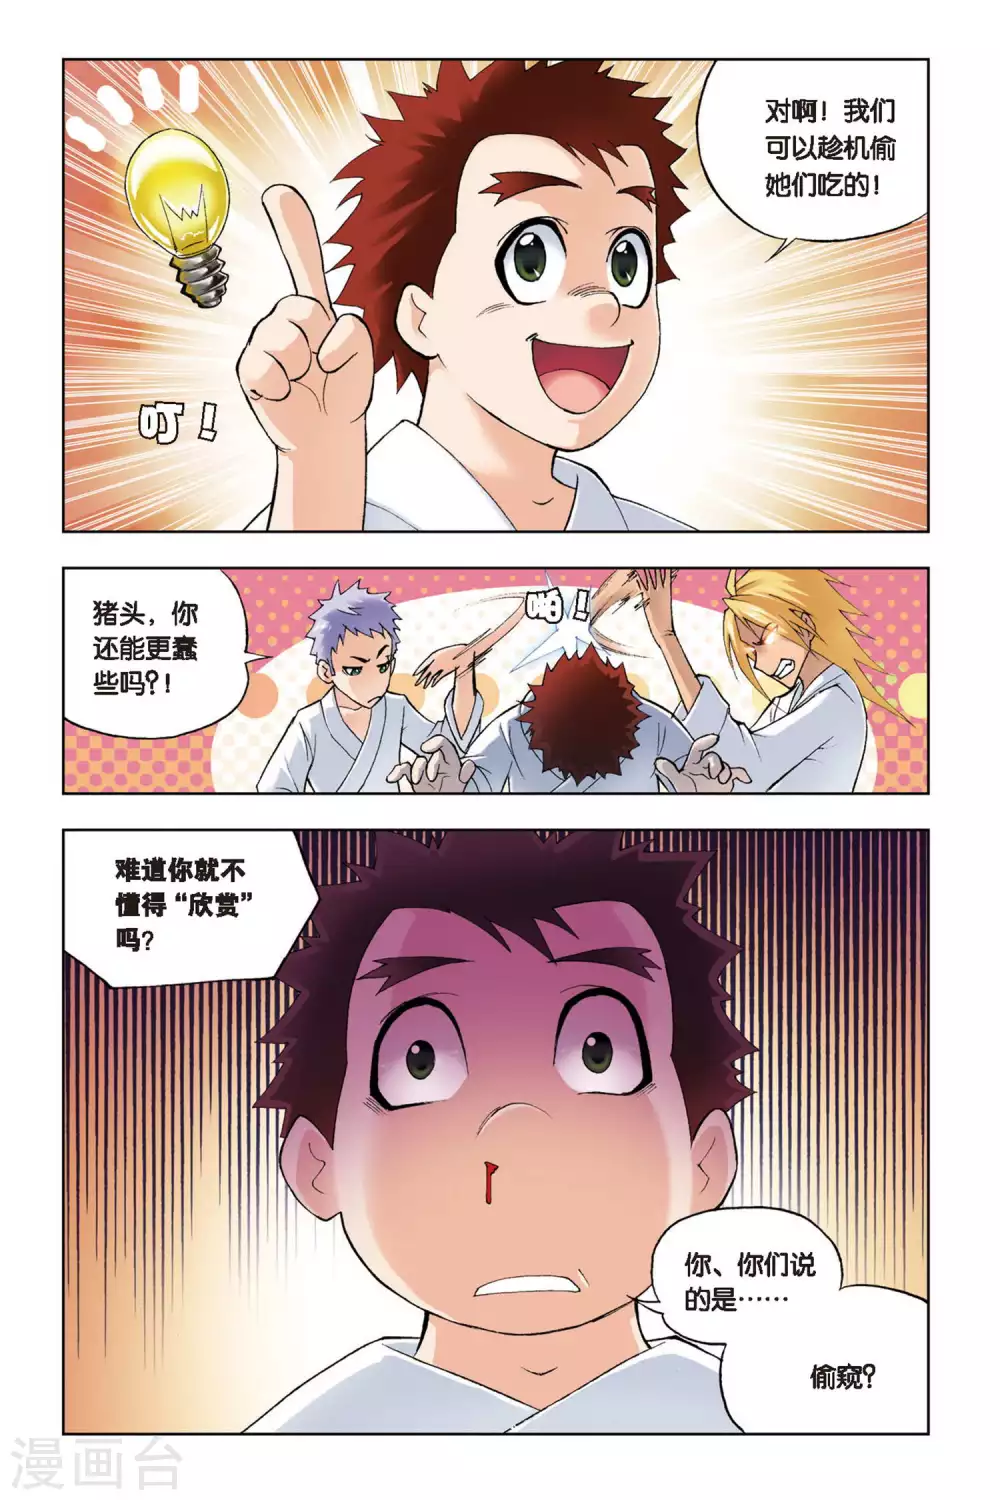 对啊！我们
可以趁机偷
她们吃的！
叮！
猪头，你
还能更蠢
些吗？！
啪！
难道你就不
懂得“欣赏”
吗？
你、你们说
的是……
偷窥？
漫画台